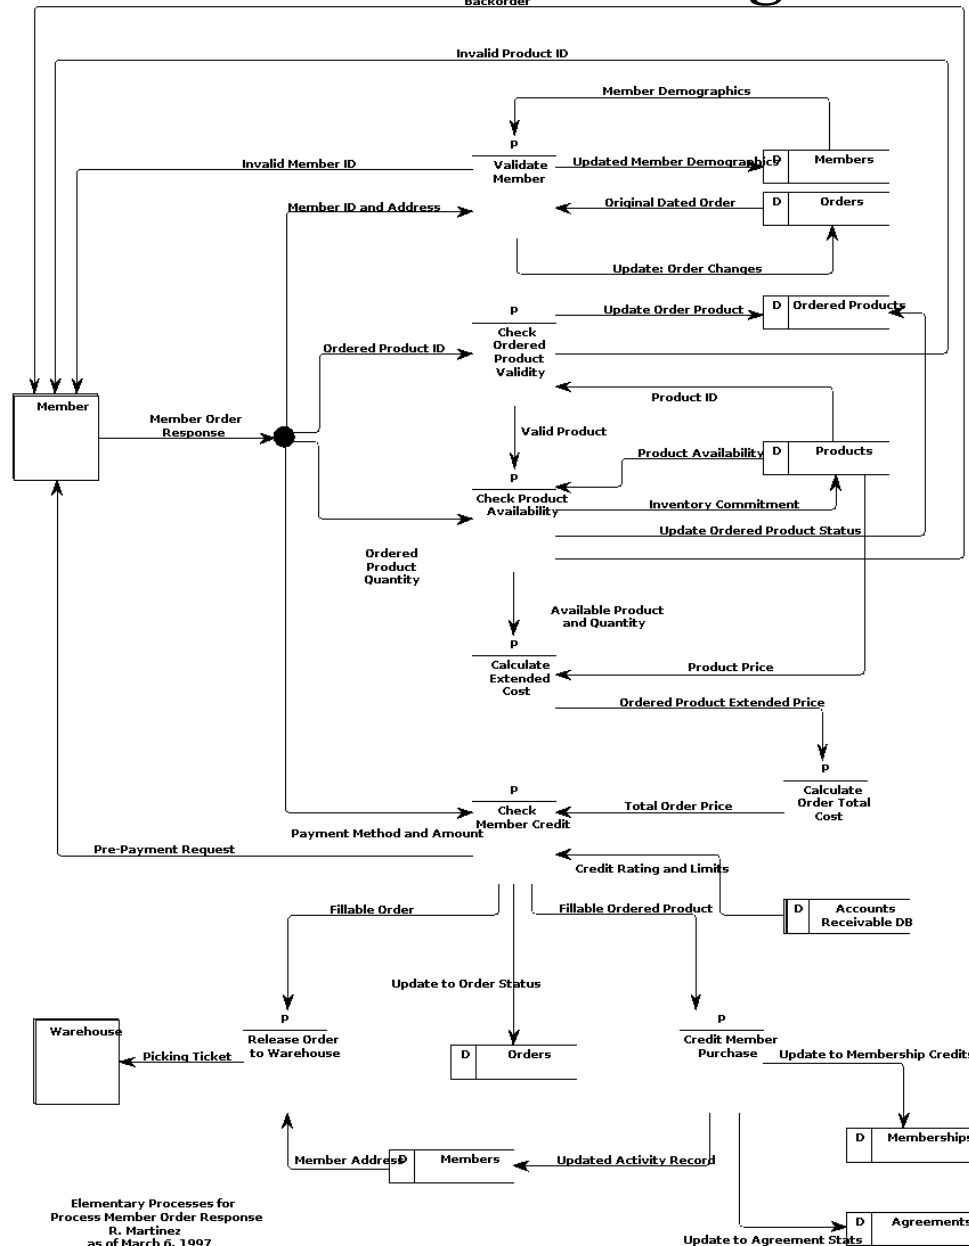 Backorder
Invalid Product ID
Member Demographics
P
Validate
Member
Invalid Member ID
Updated Member Demographics
D Members
Member ID and Address
Original Dated Order
D Orders
Update: Order Changes
P
Check
Ordered
Product
Validity
Update Order Product
D Ordered Products
Ordered Product ID
Product ID
Member
Member Order
Response
Valid Product
Product Availability
D Products
P
Check Product
Availability
Inventory Commitment
Update Ordered Product Status
Ordered
Product
Quantity
Available Product
and Quantity
P
Calculate
Extended
Cost
Product Price
Ordered Product Extended Price
P
Calculate
Order Total
Cost
P
Check
Member Credit
Total Order Price
Payment Method and Amount
Pre-Payment Request
Credit Rating and Limits
D Accounts
Receivable DB
Fillable Order
Fillable Ordered Product
Update to Order Status
Warehouse
P
Release Order
to Warehouse
Picking Ticket
D Orders
P
Credit Member
Purchase
Update to Membership Credits
D Memberships
Member Address
D Members
Updated Activity Record
D Agreements
Update to Agreement Stats
Elementary Processes for
Process Member Order Response
R. Martinez
as of March 6, 1997